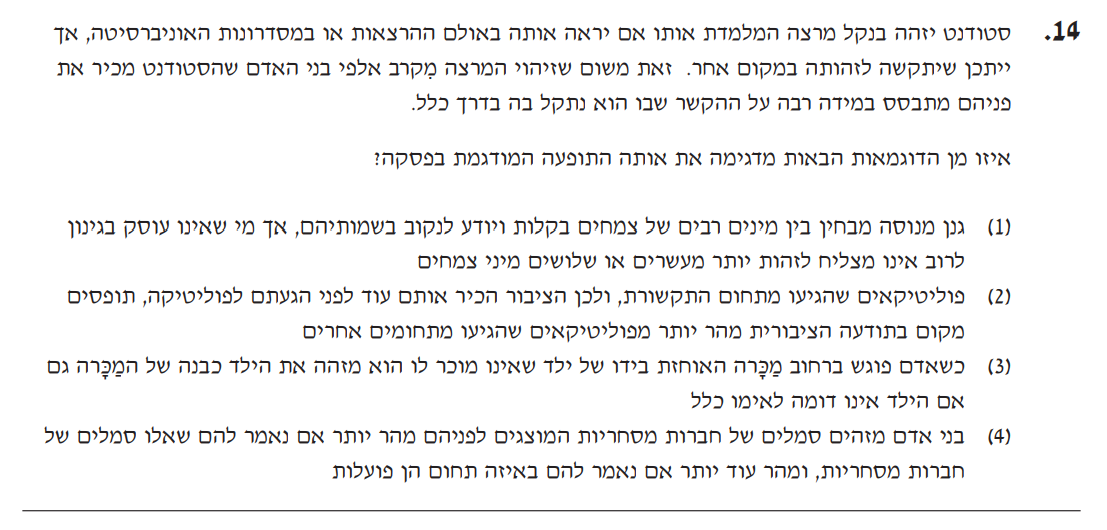 14. סטודנט יזהה בנקל מרצה המלמדת אותו אם יראה אותה באולם ההרצאות או במסדרונות האוניברסיטה, אך
ייתכן שיתקשה לזהותה במקום אחר. זאת משום שזיהוי המרצה מִקרב אלפי בני האדם שהסטודנט מכיר את
פניהם מתבסס במידה רבה על ההקשר שבו הוא נתקל בה בדרך כלל.
איזו מן הדוגמאות הבאות מדגימה את אותה התופעה המודגמת בפסקה?
(1) גנן מנוסה מבחין בין מינים רבים של צמחים בקלות ויודע לנקוב בשמותיהם, אך מי שאינו עוסק בגינון
לרוב אינו מצליח לזהות יותר מעשרים או שלושים מיני צמחים
(2) פוליטיקאים שהגיעו מתחום התקשורת, ולכן הציבור הכיר אותם עוד לפני הגעתם לפוליטיקה, תופסים
מקום בתודעה הציבורית מהר יותר מפוליטיקאים שהגיעו מתחומים אחרים
(3) כשאדם פוגש ברחוב מַכָּרה האוחזת בידו של ילד שאינו מוכר לו הוא מזהה את הילד כבנה של המַכָּרה גם
אם הילד אינו דומה לאימו כלל
(4) בני אדם מזהים סמלים של חברות מסחריות המוצגים לפניהם מהר יותר אם נאמר להם שאלו סמלים של
חברות מסחריות, ומהר עוד יותר אם נאמר להם באיזה תחום הן פועלות